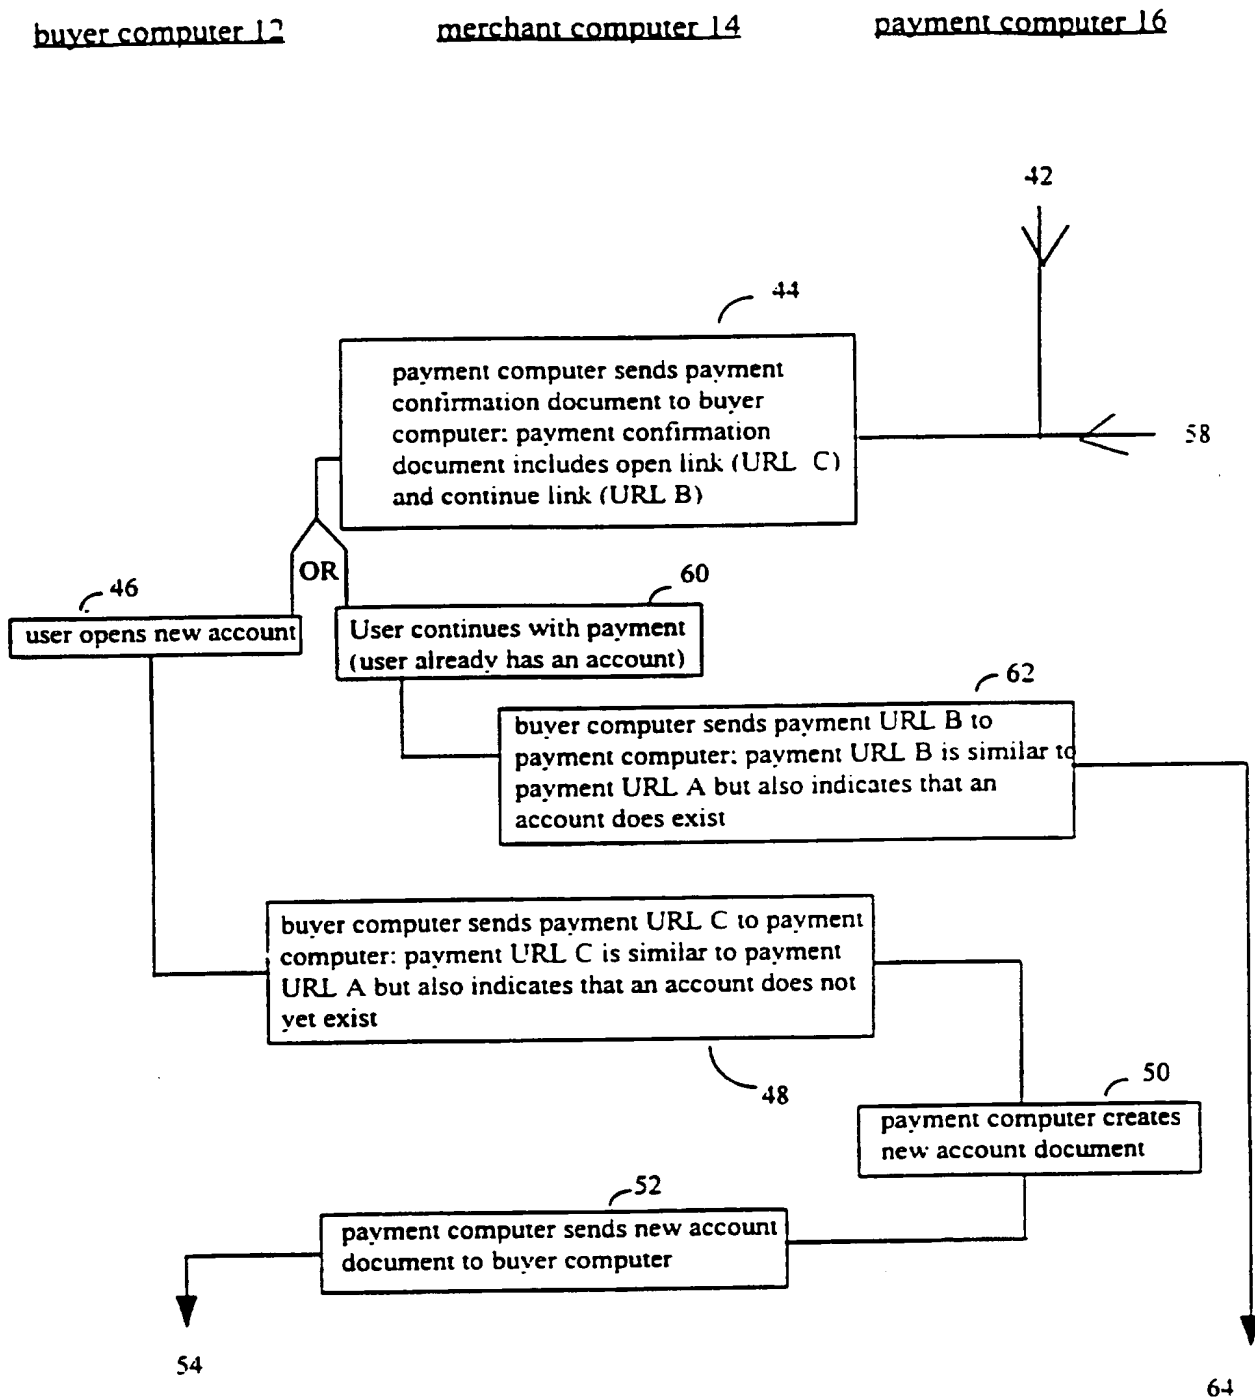 buyer computer 12
merchant computer 14
payment computer 16
42
44
payment computer sends payment
confirmation document to buyer
computer: payment confirmation
document includes open link (URL C)
and continue link (URL B)
58
OR
46
user opens new account
60
User continues with payment
(user already has an account)
62
buyer computer sends payment URL B to
payment computer: payment URL B is similar to
payment URL A but also indicates that an
account does exist
buyer computer sends payment URL C to payment
computer: payment URL C is similar to payment
URL A but also indicates that an account does not
yet exist
48
50
payment computer creates
new account document
52
payment computer sends new account
document to buyer computer
54
64